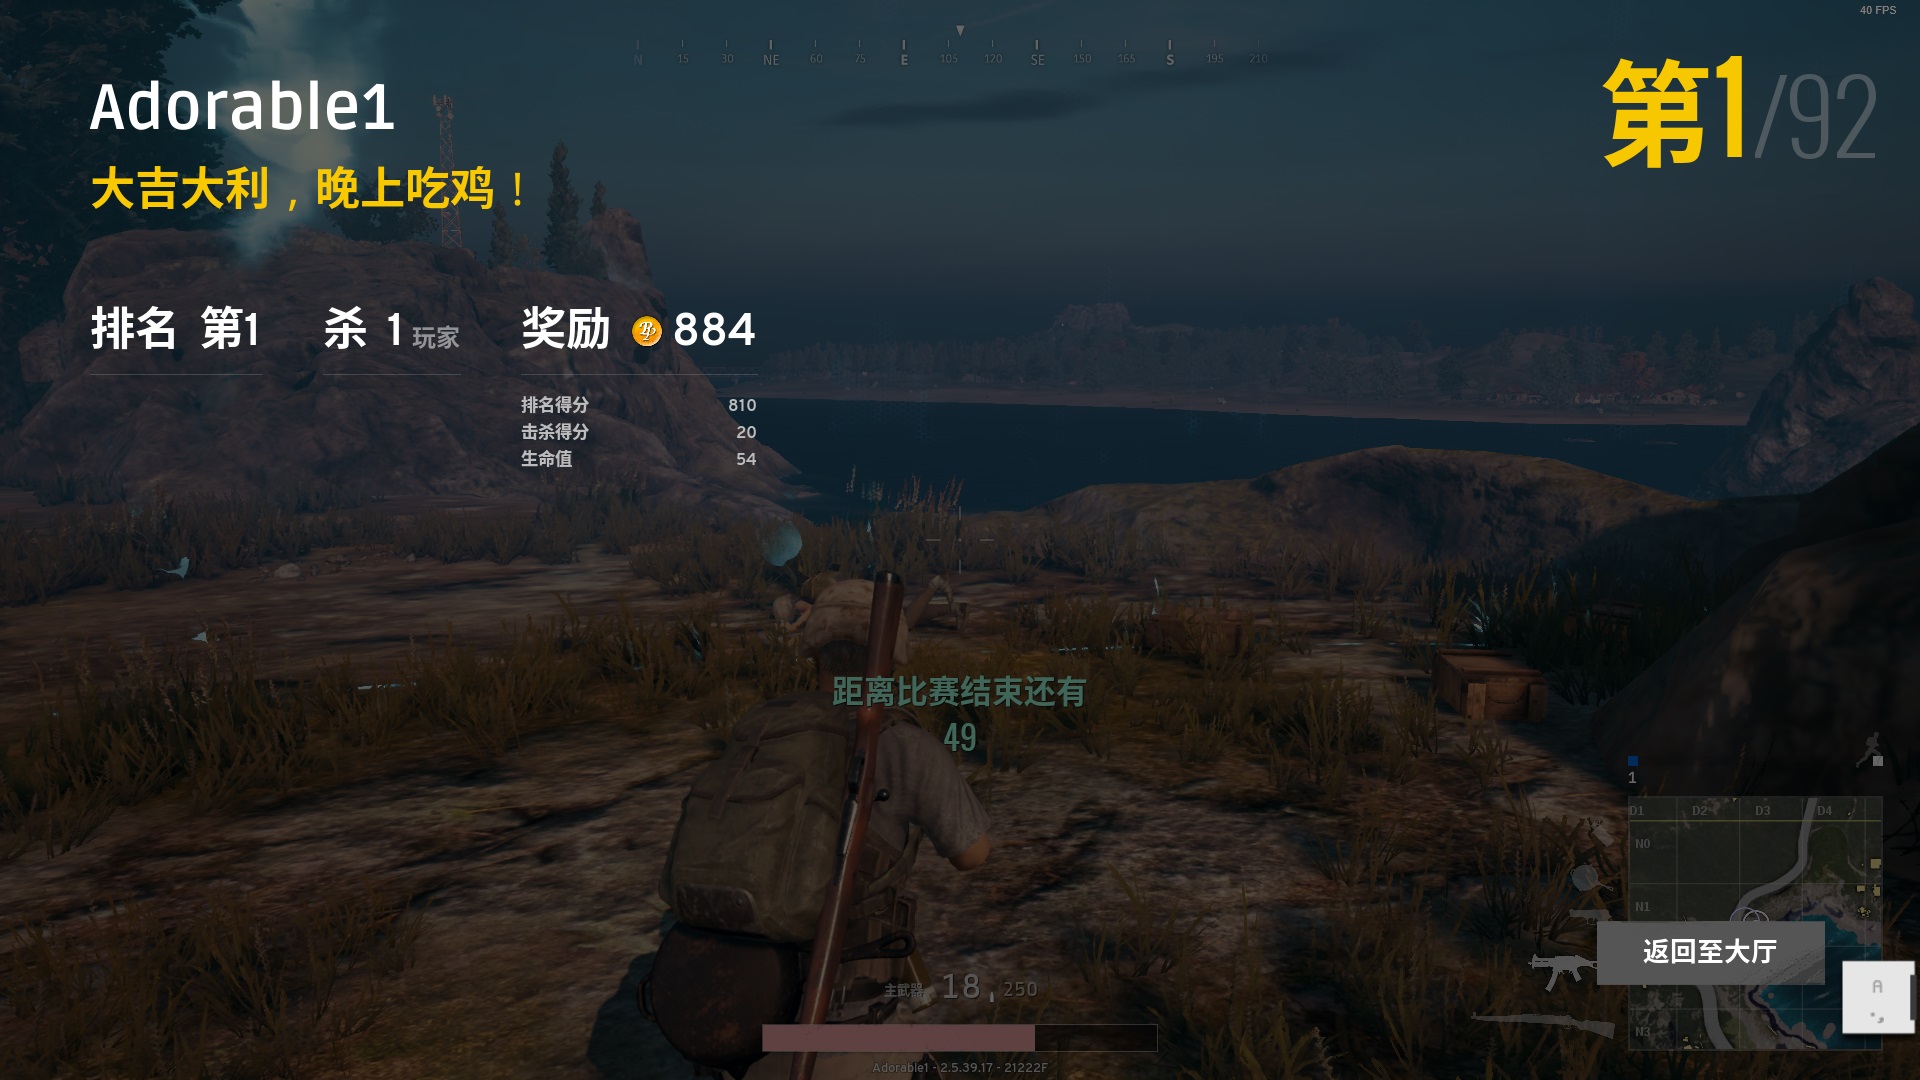 40 FPS
N 15 30 NE 60 75 E 105 120 SE 150 165 S 195 210
Adorable1
第1/92
大吉大利，晚上吃鸡！
排名 第1 杀 1 玩家 奖励 884
排名得分 810
击杀得分 20
生命值 54
距离比赛结束还有
49
1
D1 D2 D3 D4
N0
N1
返回至大厅
A
主武器 18 250
N3
Adorable1 - 2.5.39.17 - 21222F